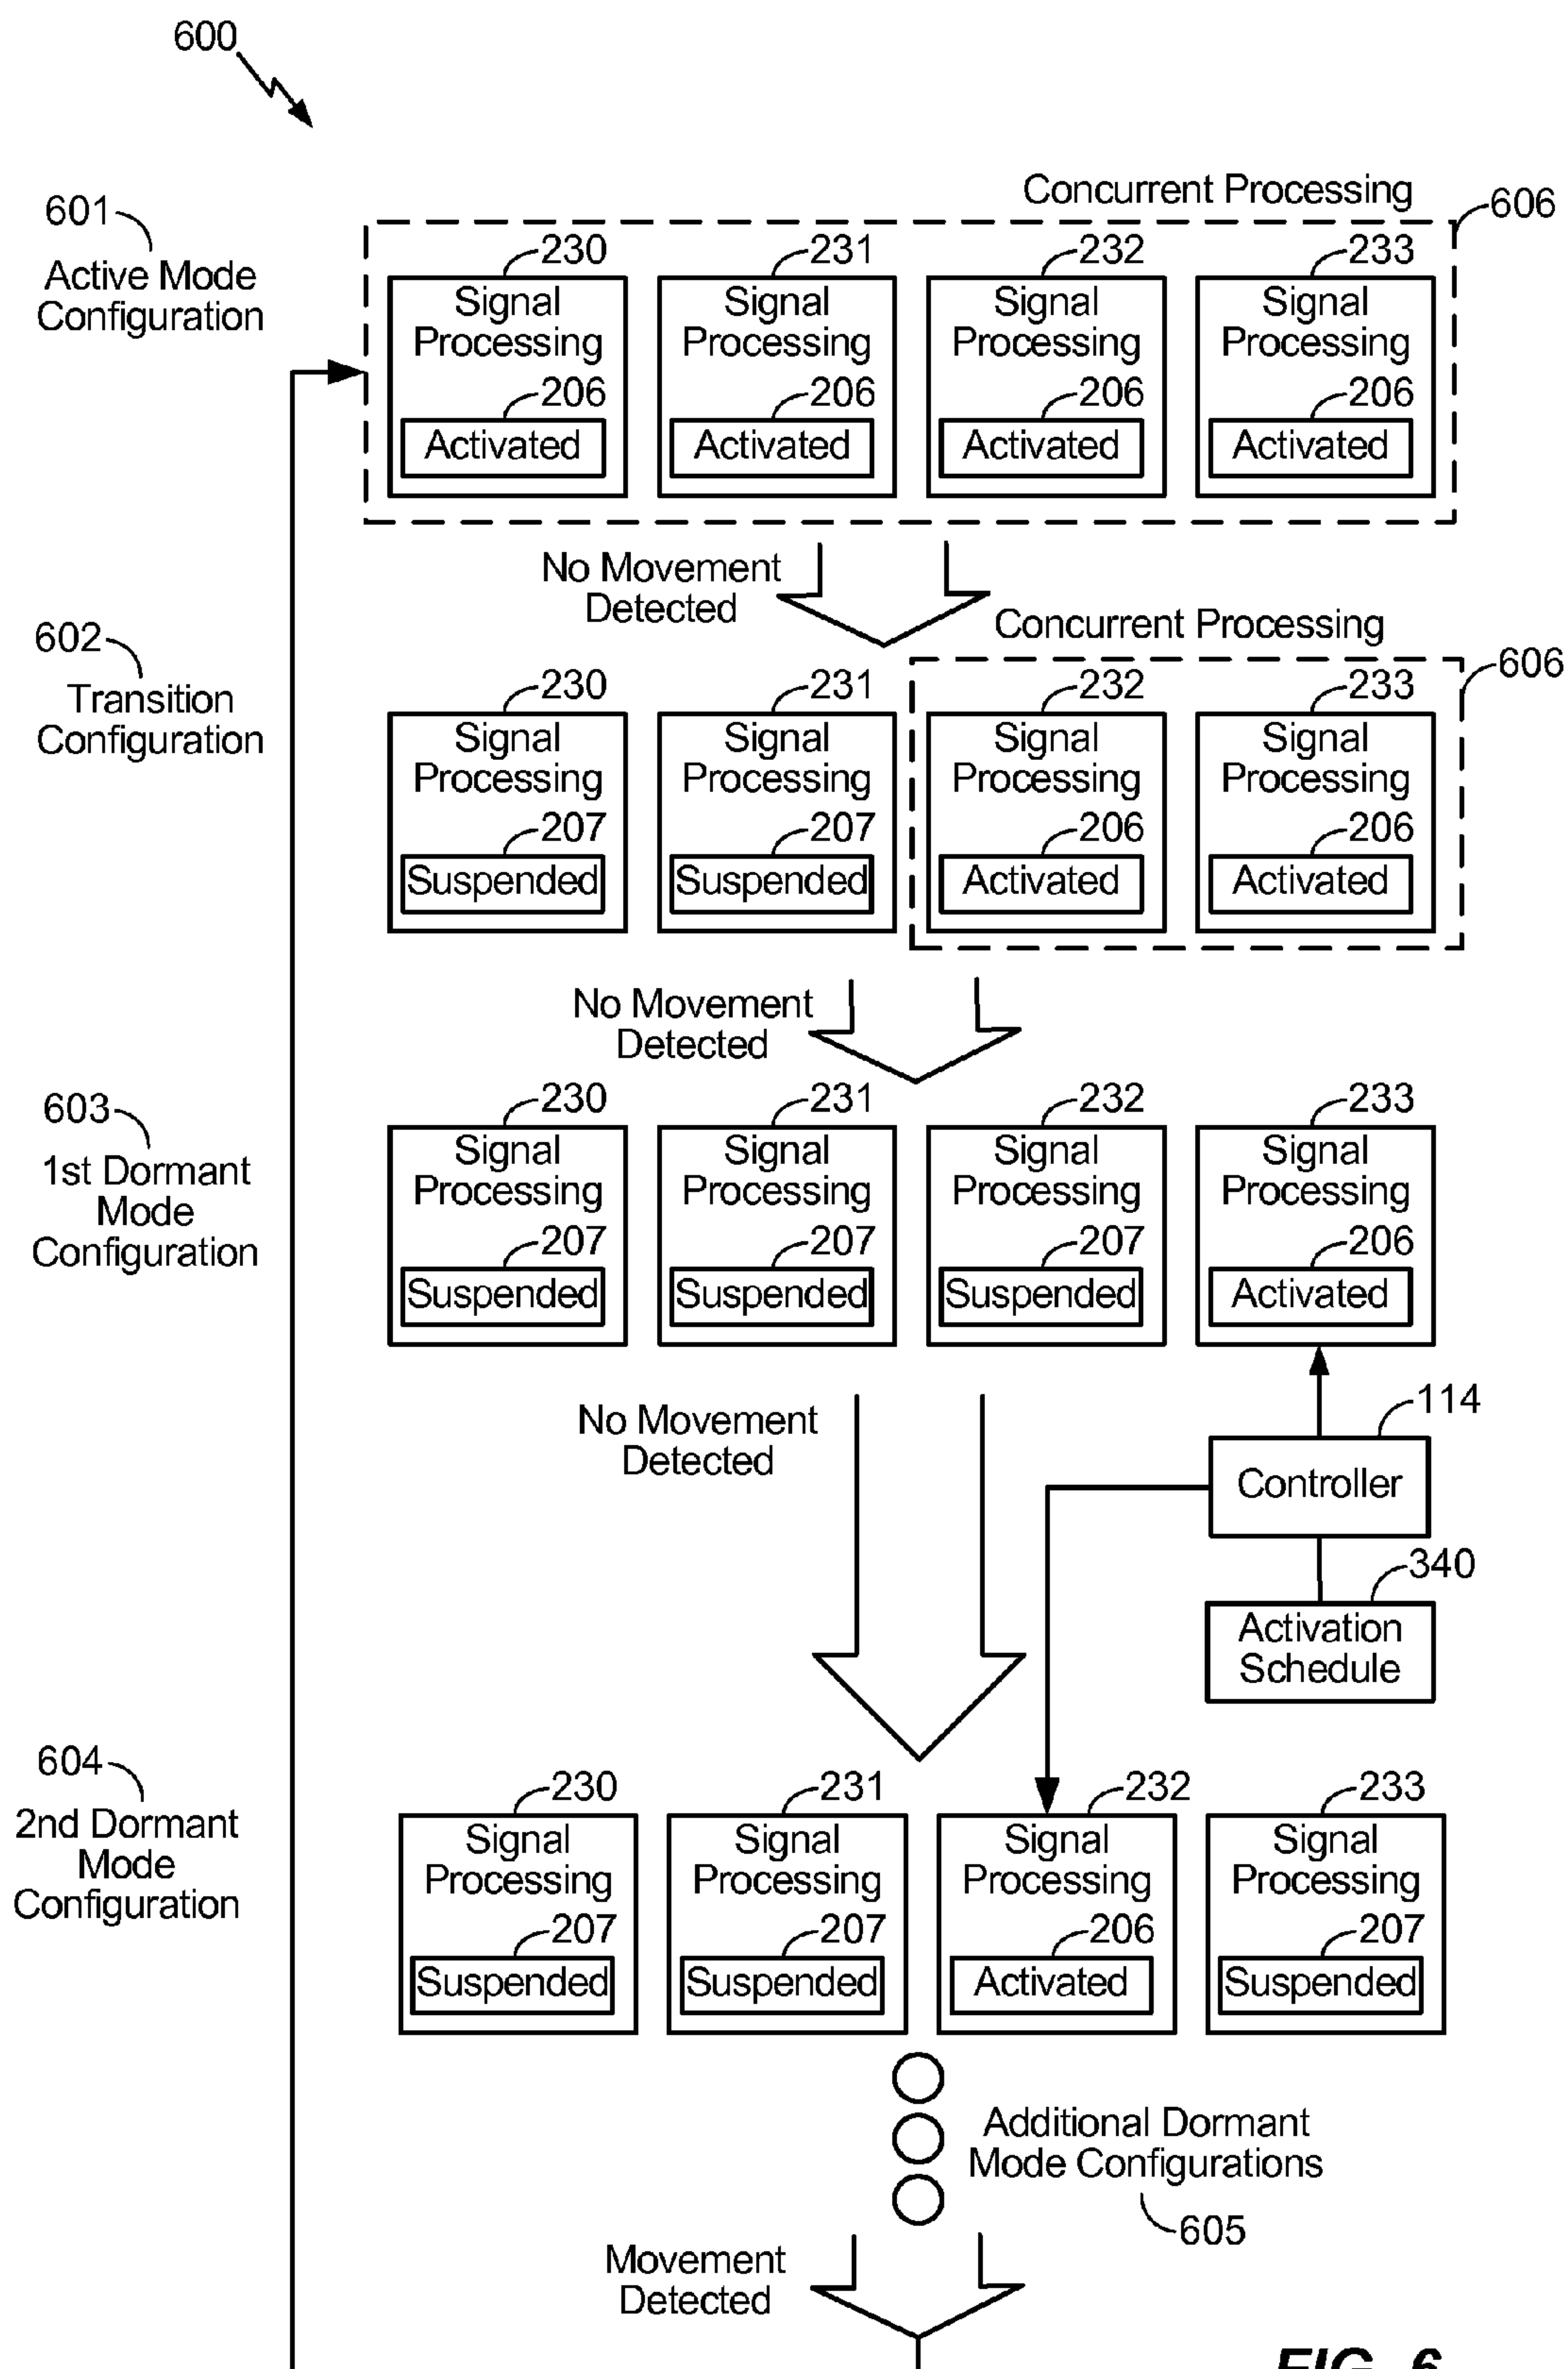 600
Concurrent Processing
606
601
Active Mode
Configuration
230
231
232
233
Signal
Processing
Signal
Processing
Signal
Processing
Signal
Processing
206
206
206
206
Activated
Activated
Activated
Activated
No Movement
Detected
Concurrent Processing
606
602
Transition
Configuration
230
231
232
233
Signal
Processing
Signal
Processing
Signal
Processing
Signal
Processing
207
207
206
206
Suspended
Suspended
Activated
Activated
No Movement
Detected
603
1st Dormant
Mode
Configuration
230
231
232
233
Signal
Processing
Signal
Processing
Signal
Processing
Signal
Processing
207
207
207
206
Suspended
Suspended
Suspended
Activated
No Movement
Detected
114
Controller
340
Activation
Schedule
604
2nd Dormant
Mode
Configuration
230
231
232
233
Signal
Processing
Signal
Processing
Signal
Processing
Signal
Processing
207
207
206
207
Suspended
Suspended
Activated
Suspended
Additional Dormant
Mode Configurations
605
Movement
Detected
FIG. 6